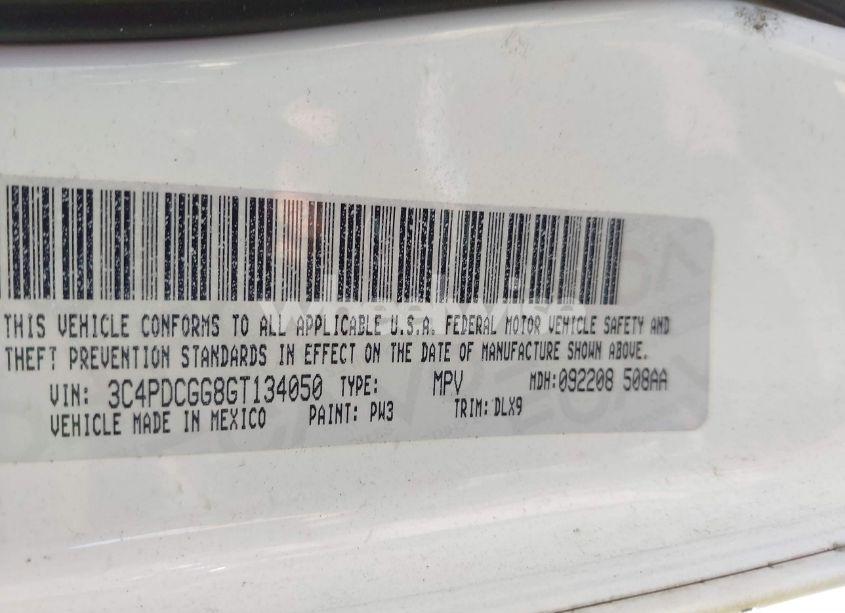 THIS VEHICLE CONFORMS TO ALL APPLICABLE U.S.A. FEDERAL MOTOR VEHICLE SAFETY AND
THEFT PREVENTION STANDARDS IN EFFECT ON THE DATE OF MANUFACTURE SHOWN ABOVE.
VIN: 3C4PDCGG8GT134050 TYPE: MPV MDH:092208 508AA
VEHICLE MADE IN MEXICO PAINT: PW3 TRIM:DLX9